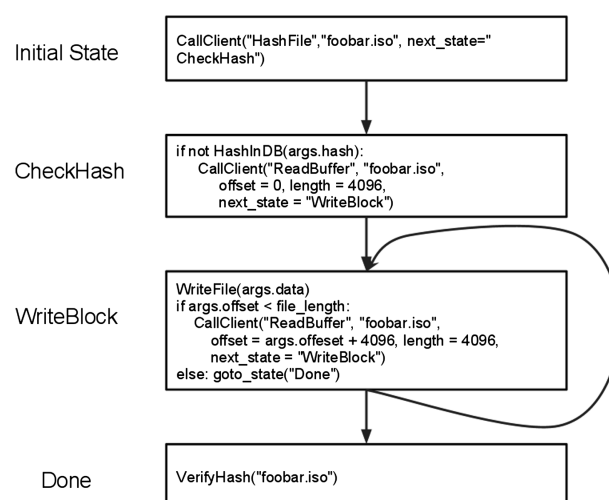 Initial State
CallClient("HashFile","foobar.iso", next_state="
CheckHash")
CheckHash
if not HashInDB(args.hash):
CallClient("ReadBuffer", "foobar.iso",
offset = 0, length = 4096,
next_state = "WriteBlock")
WriteBlock
WriteFile(args.data)
if args.offset < file_length:
CallClient("ReadBuffer", "foobar.iso",
offset = args.offeset + 4096, length = 4096,
next_state = "WriteBlock")
else: goto_state("Done")
Done
VerifyHash("foobar.iso")